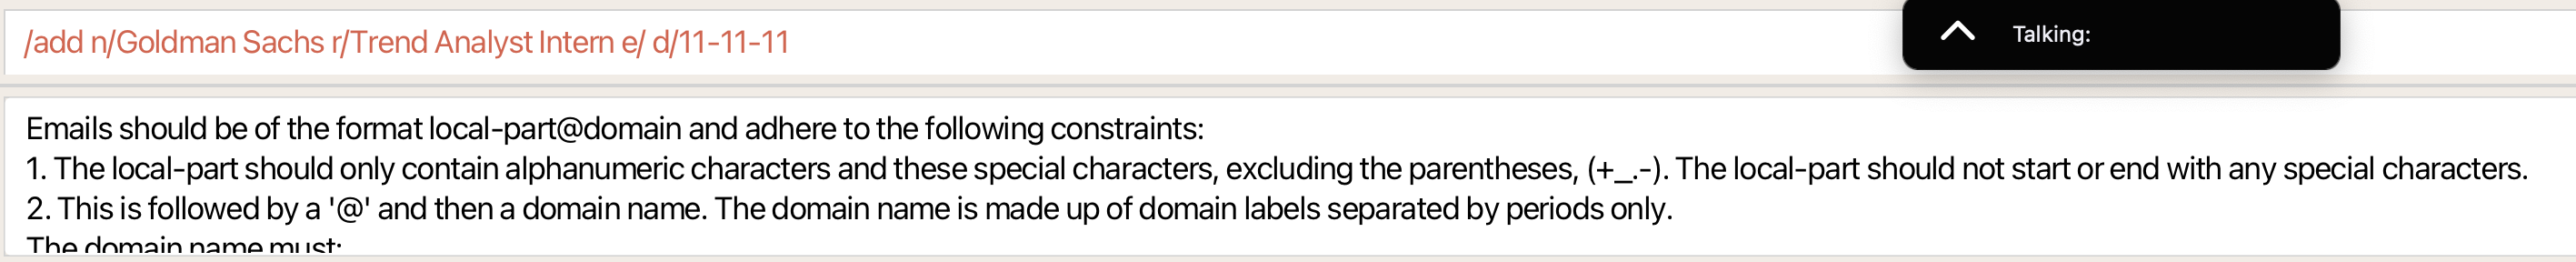 /add n/Goldman Sachs r/Trend Analyst Intern e/ d/11-11-11
Talking:
Emails should be of the format local-part@domain and adhere to the following constraints:
1. The local-part should only contain alphanumeric characters and these special characters, excluding the parentheses, (+_.-). The local-part should not start or end with any special characters.
2. This is followed by a '@' and then a domain name. The domain name is made up of domain labels separated by periods only.
The domain name must: